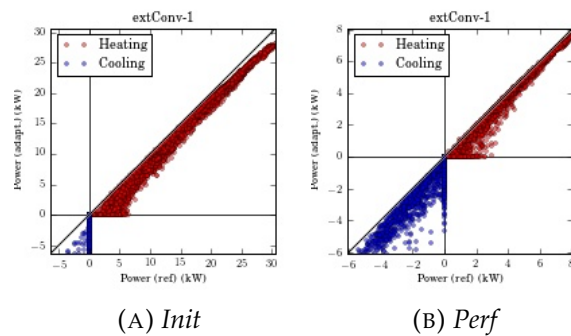 extConv-1
Heating
Cooling
30
25
20
15
10
5
0
−5
Power (adapt.) (kW)
−5 0 5 10 15 20 25 30
Power (ref) (kW)
(A) Init
extConv-1
Heating
Cooling
8
6
4
2
0
−2
−4
−6
Power (adapt.) (kW)
−6 −4 −2 0 2 4 6 8
Power (ref) (kW)
(B) Perf